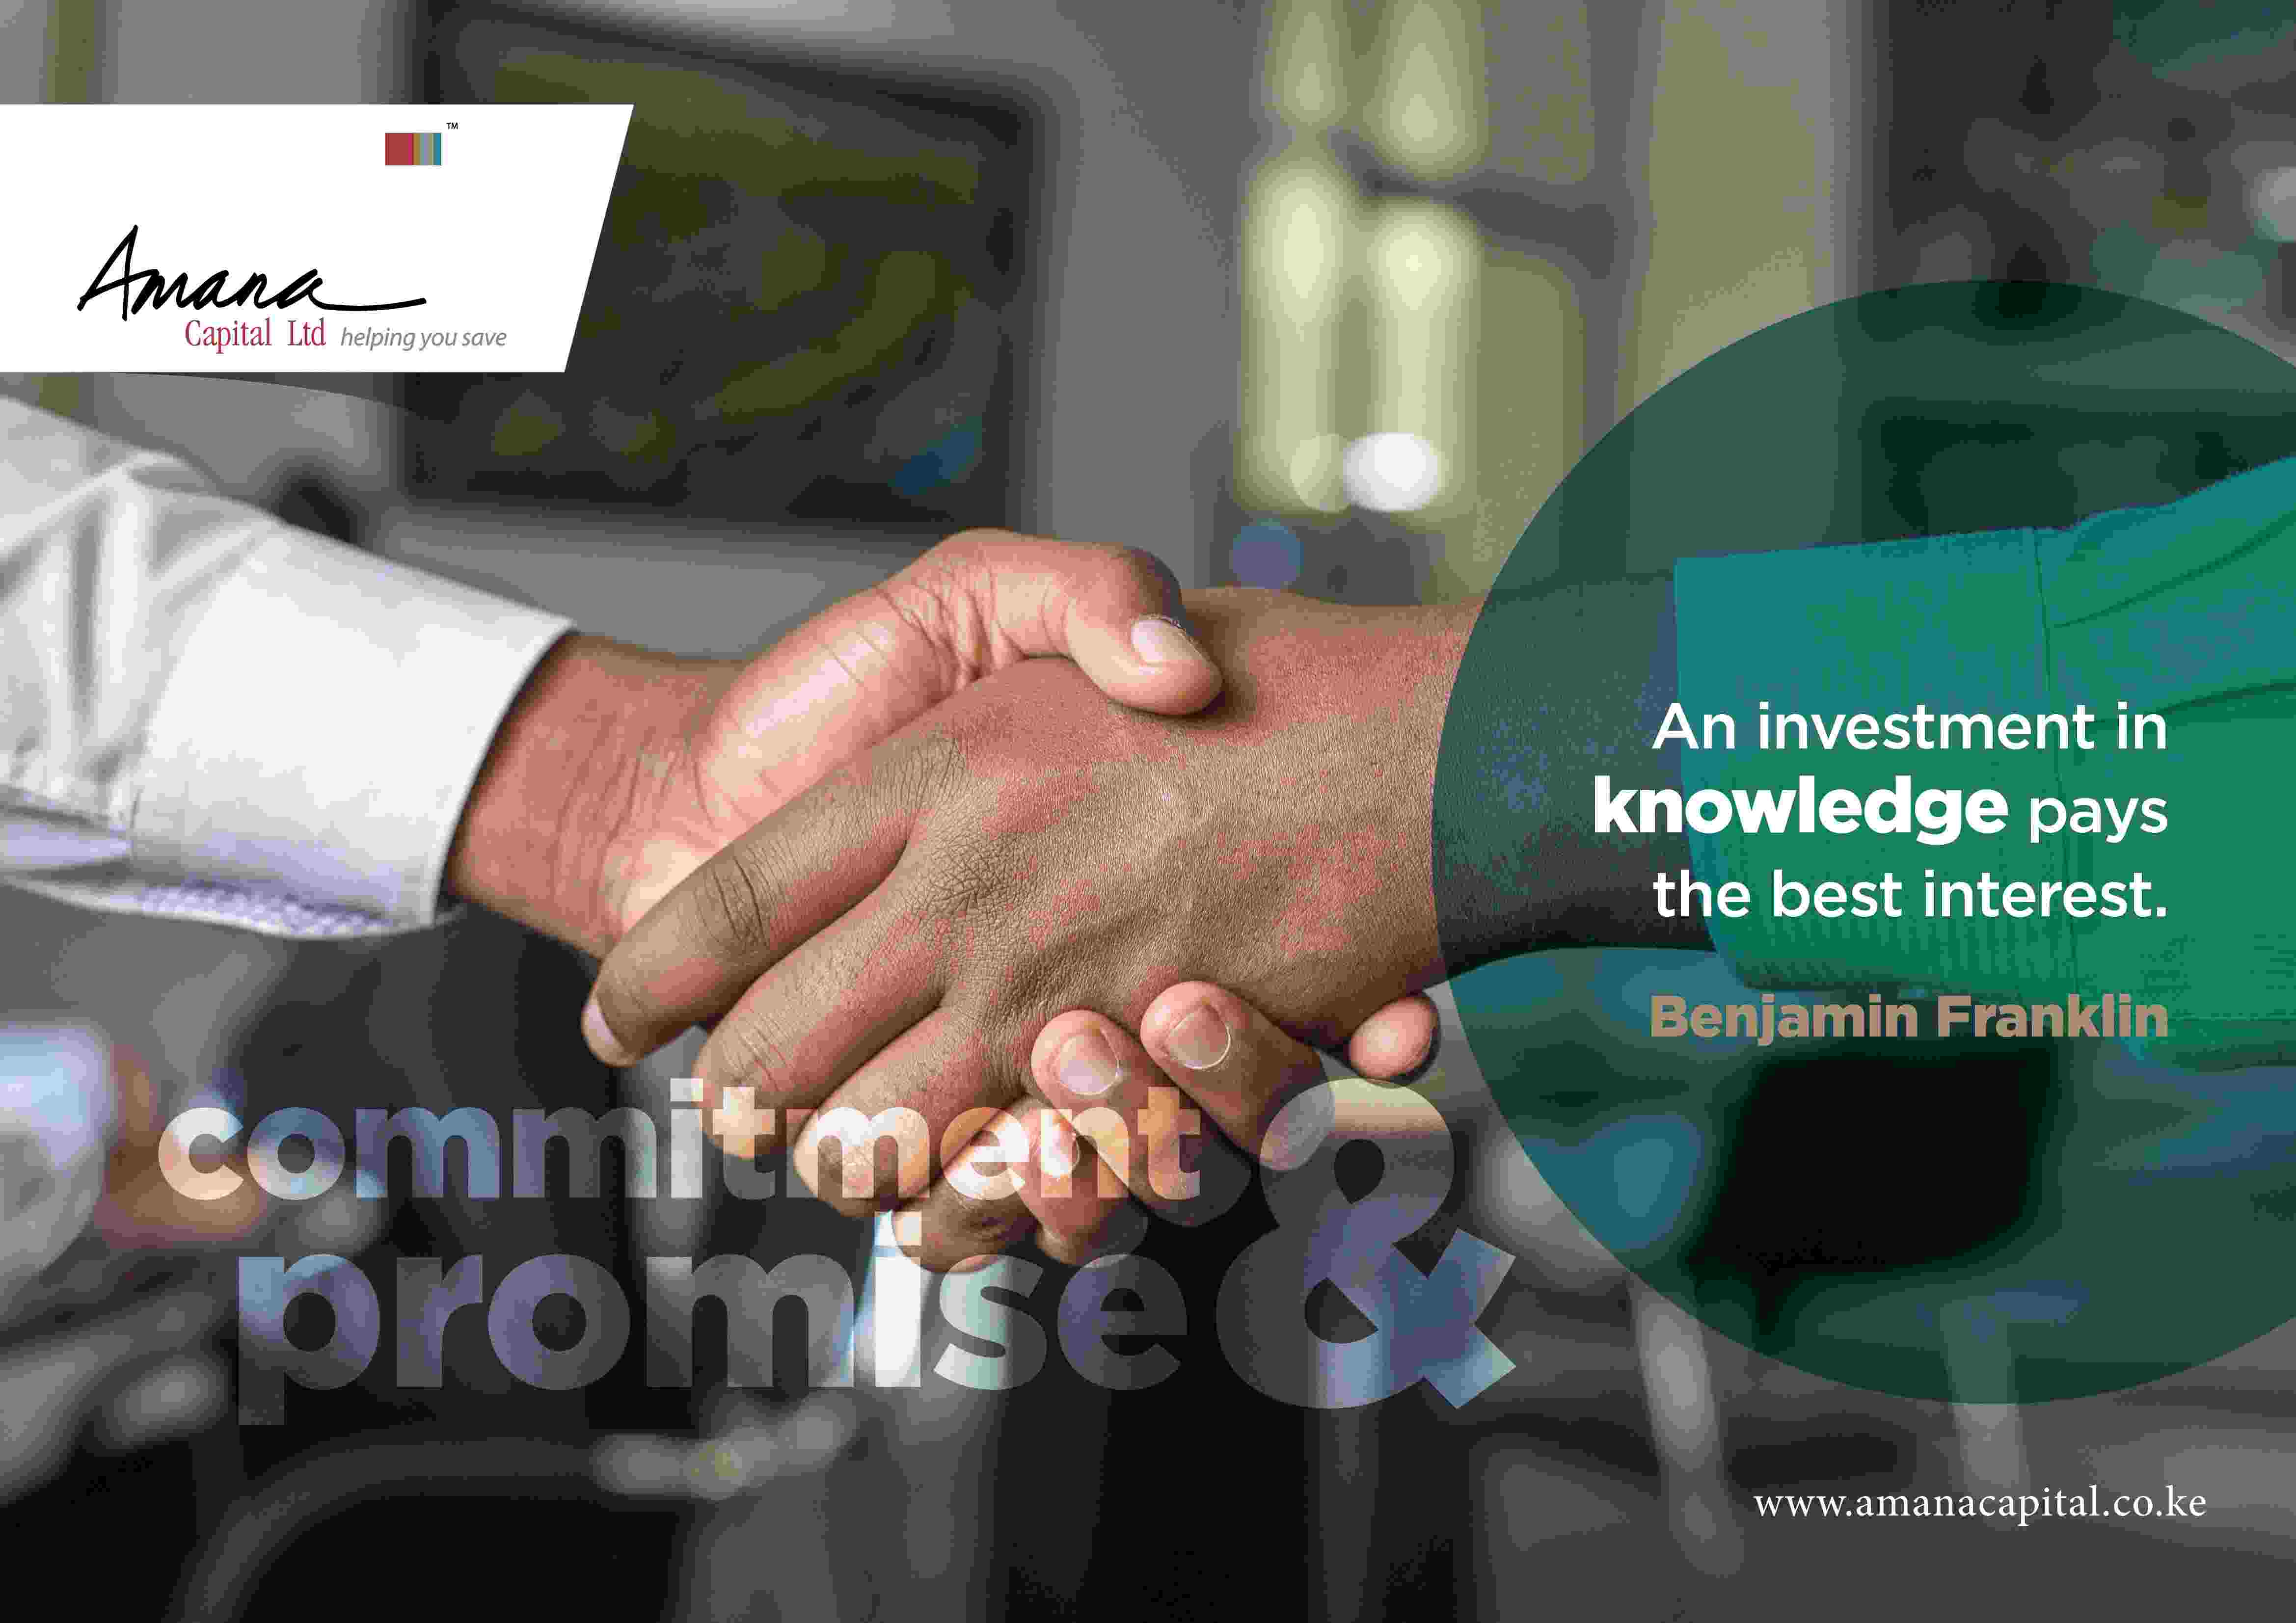 TM
Amana
Capital Ltd helping you save
An investment in
knowledge pays
the best interest.
Benjamin Franklin
commitment &
promise
www.amanacapital.co.ke